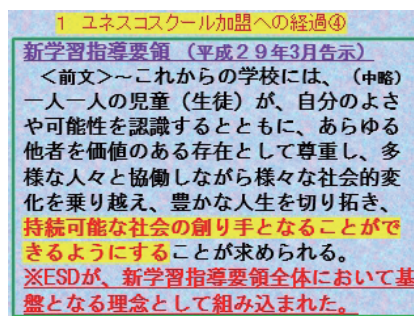 1 ユネスコスクール加盟への経過④
新学習指導要領（平成２９年3月告示）
＜前文＞～これからの学校には、（中略）
一人一人の児童（生徒）が、自分のよさ
や可能性を認識するとともに、あらゆる
他者を価値のある存在として尊重し、多
様な人々と協働しながら様々な社会的変
化を乗り越え、豊かな人生を切り拓き、
持続可能な社会の創り手となることがで
きるようにすることが求められる。
※ESDが、新学習指導要領全体において基
盤となる理念として組み込まれた。